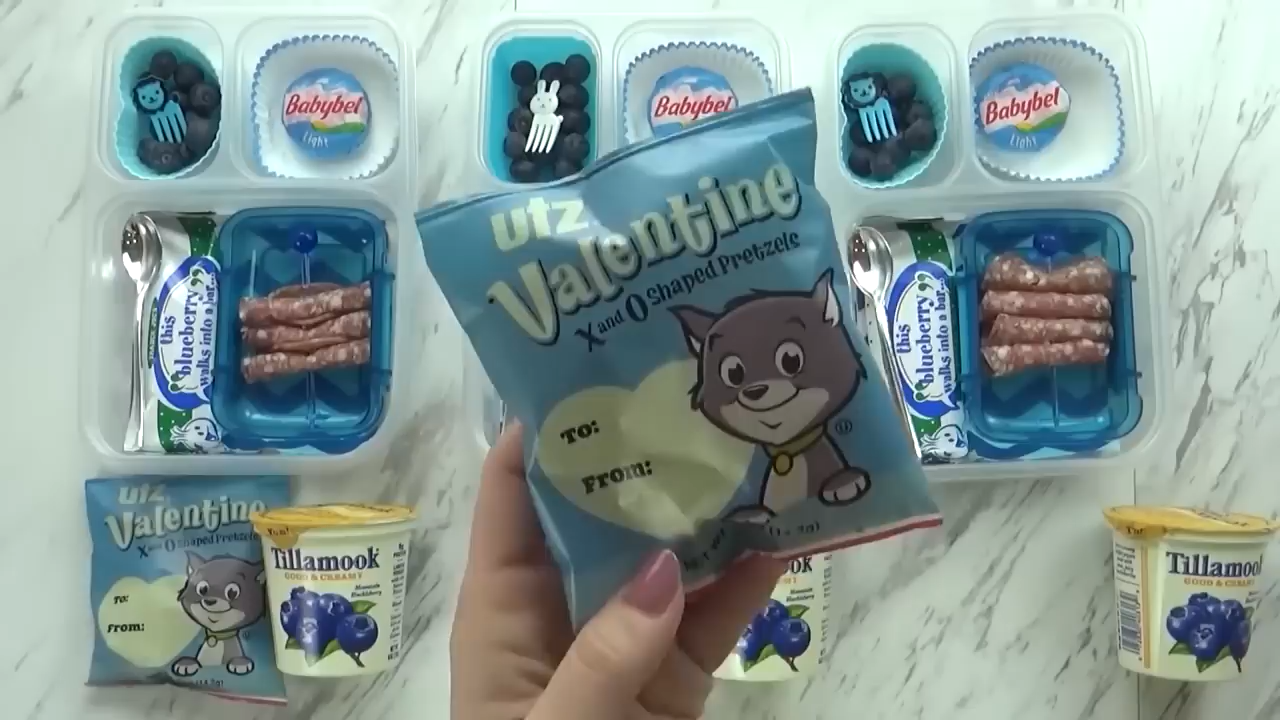 Babybel
Light
Babybel
Babybel
Light
utz
Valentine
X and O Shaped Pretzels
To:
From:
this
blueberry
walks into a bar...
this
blueberry
walks into a bar...
utz
Valentine
X and O Shaped Pretzels
To:
From:
Tillamook
GOOD & CREAMY
Tillamook
GOOD & CREAMY